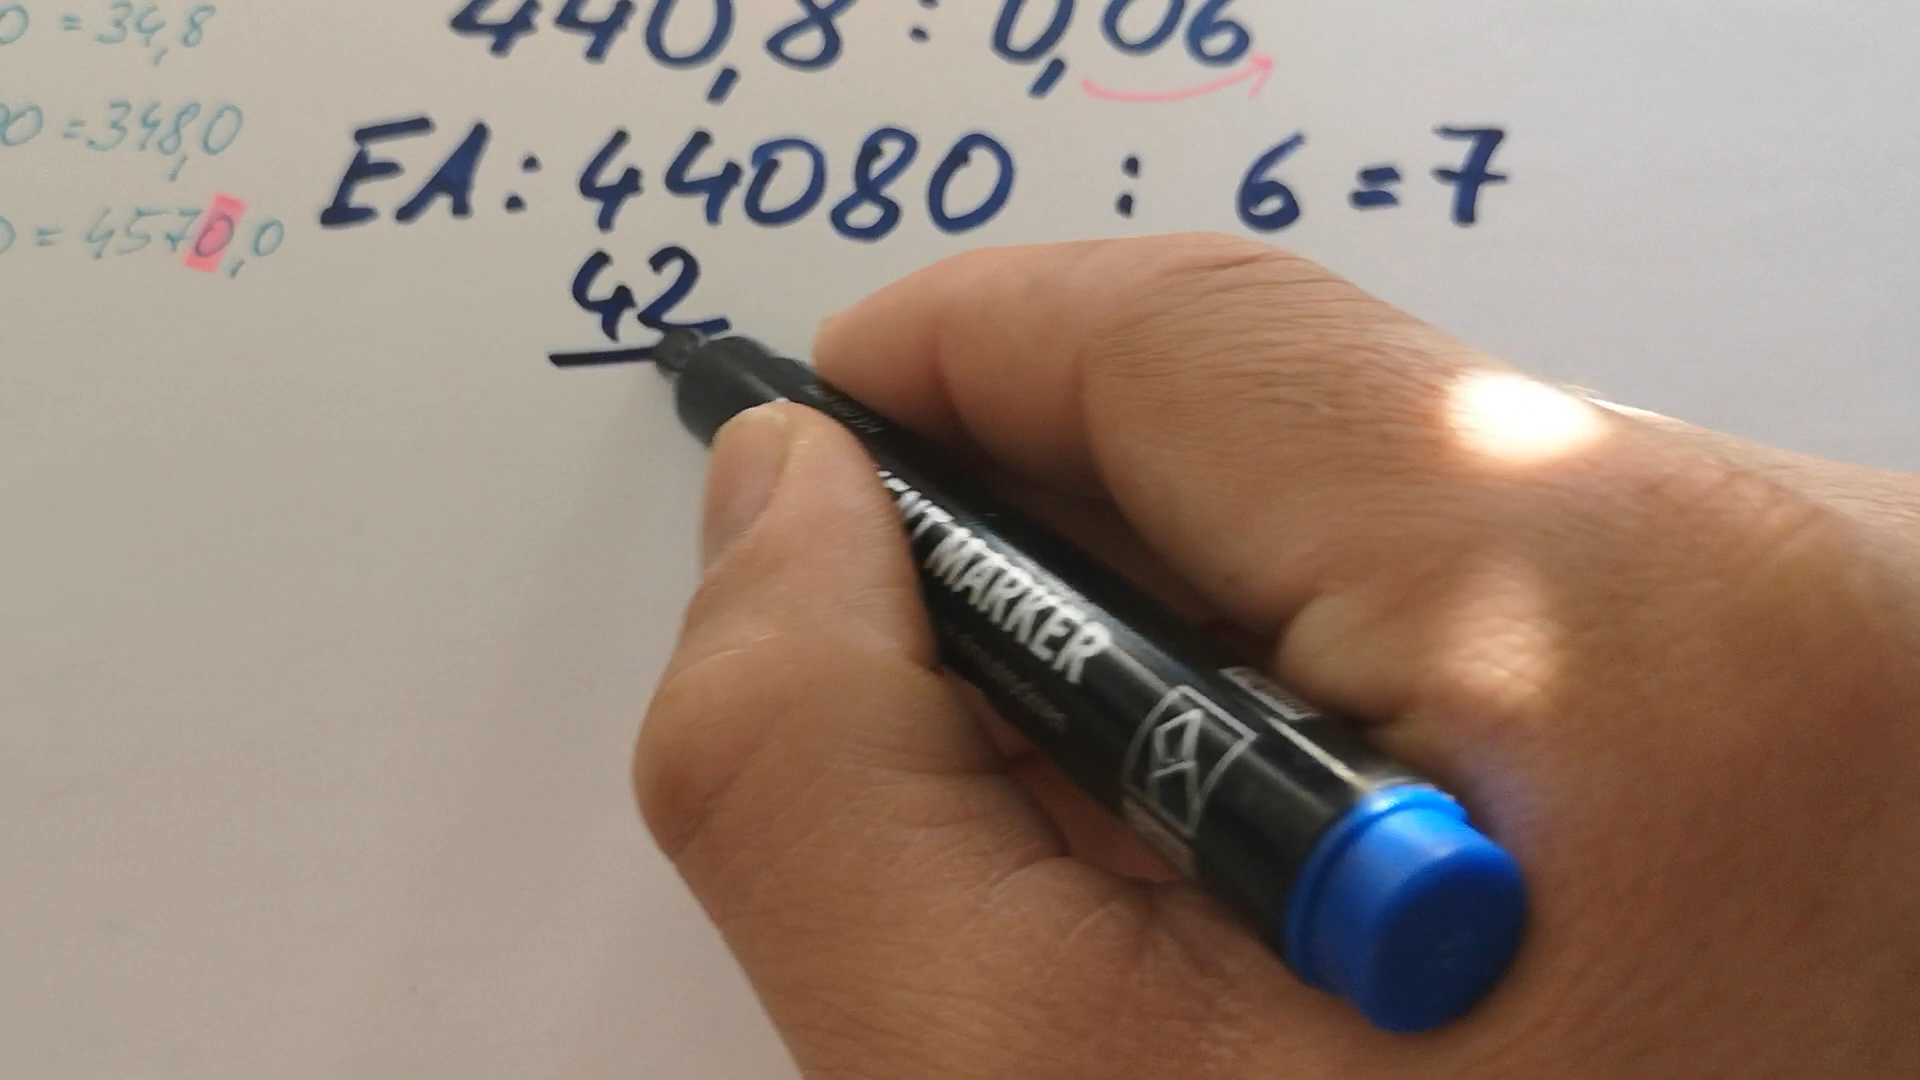 = 34,8
= 348,0
= 4570,0
440,8 : 0,06
EA: 44080 : 6 = 7
42
MARKER